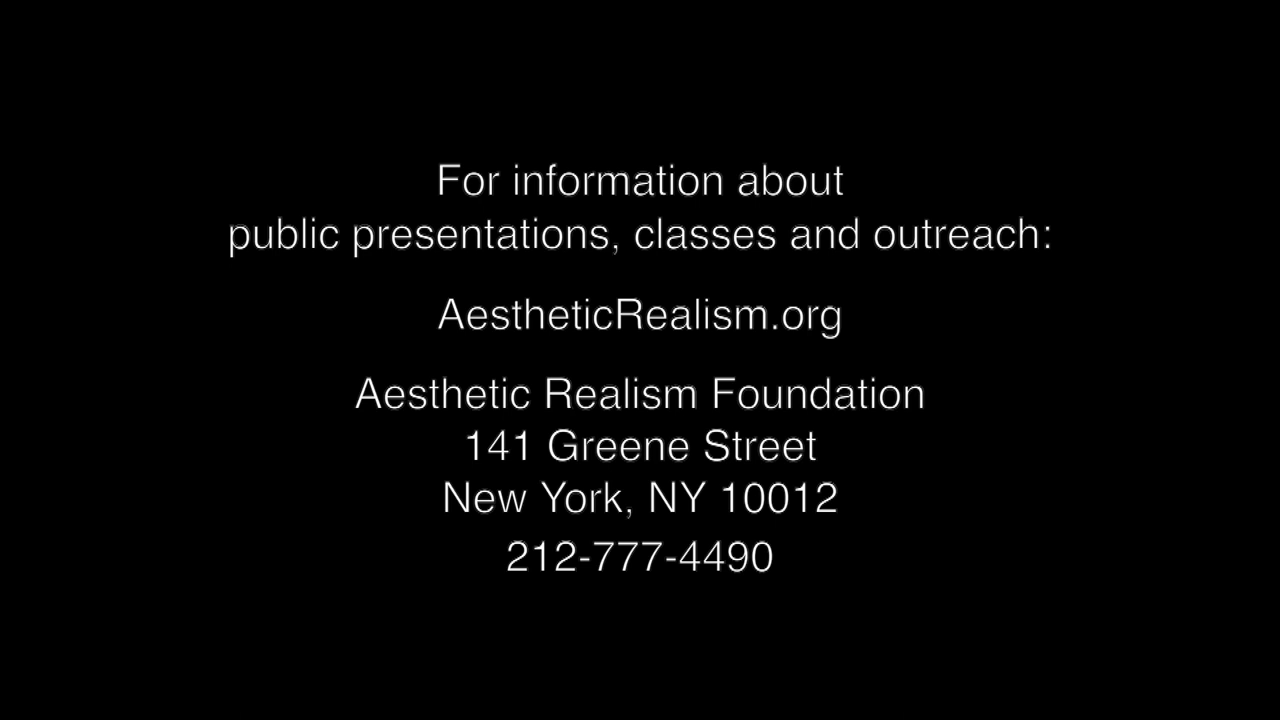 For information about
public presentations, classes and outreach:
AestheticRealism.org
Aesthetic Realism Foundation
141 Greene Street
New York, NY 10012
212-777-4490